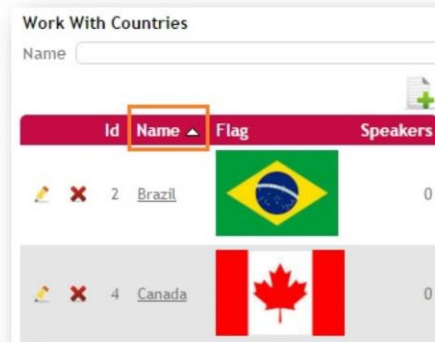 Work With Countries
Name
Id Name Flag Speakers
2 Brazil 0
4 Canada 0